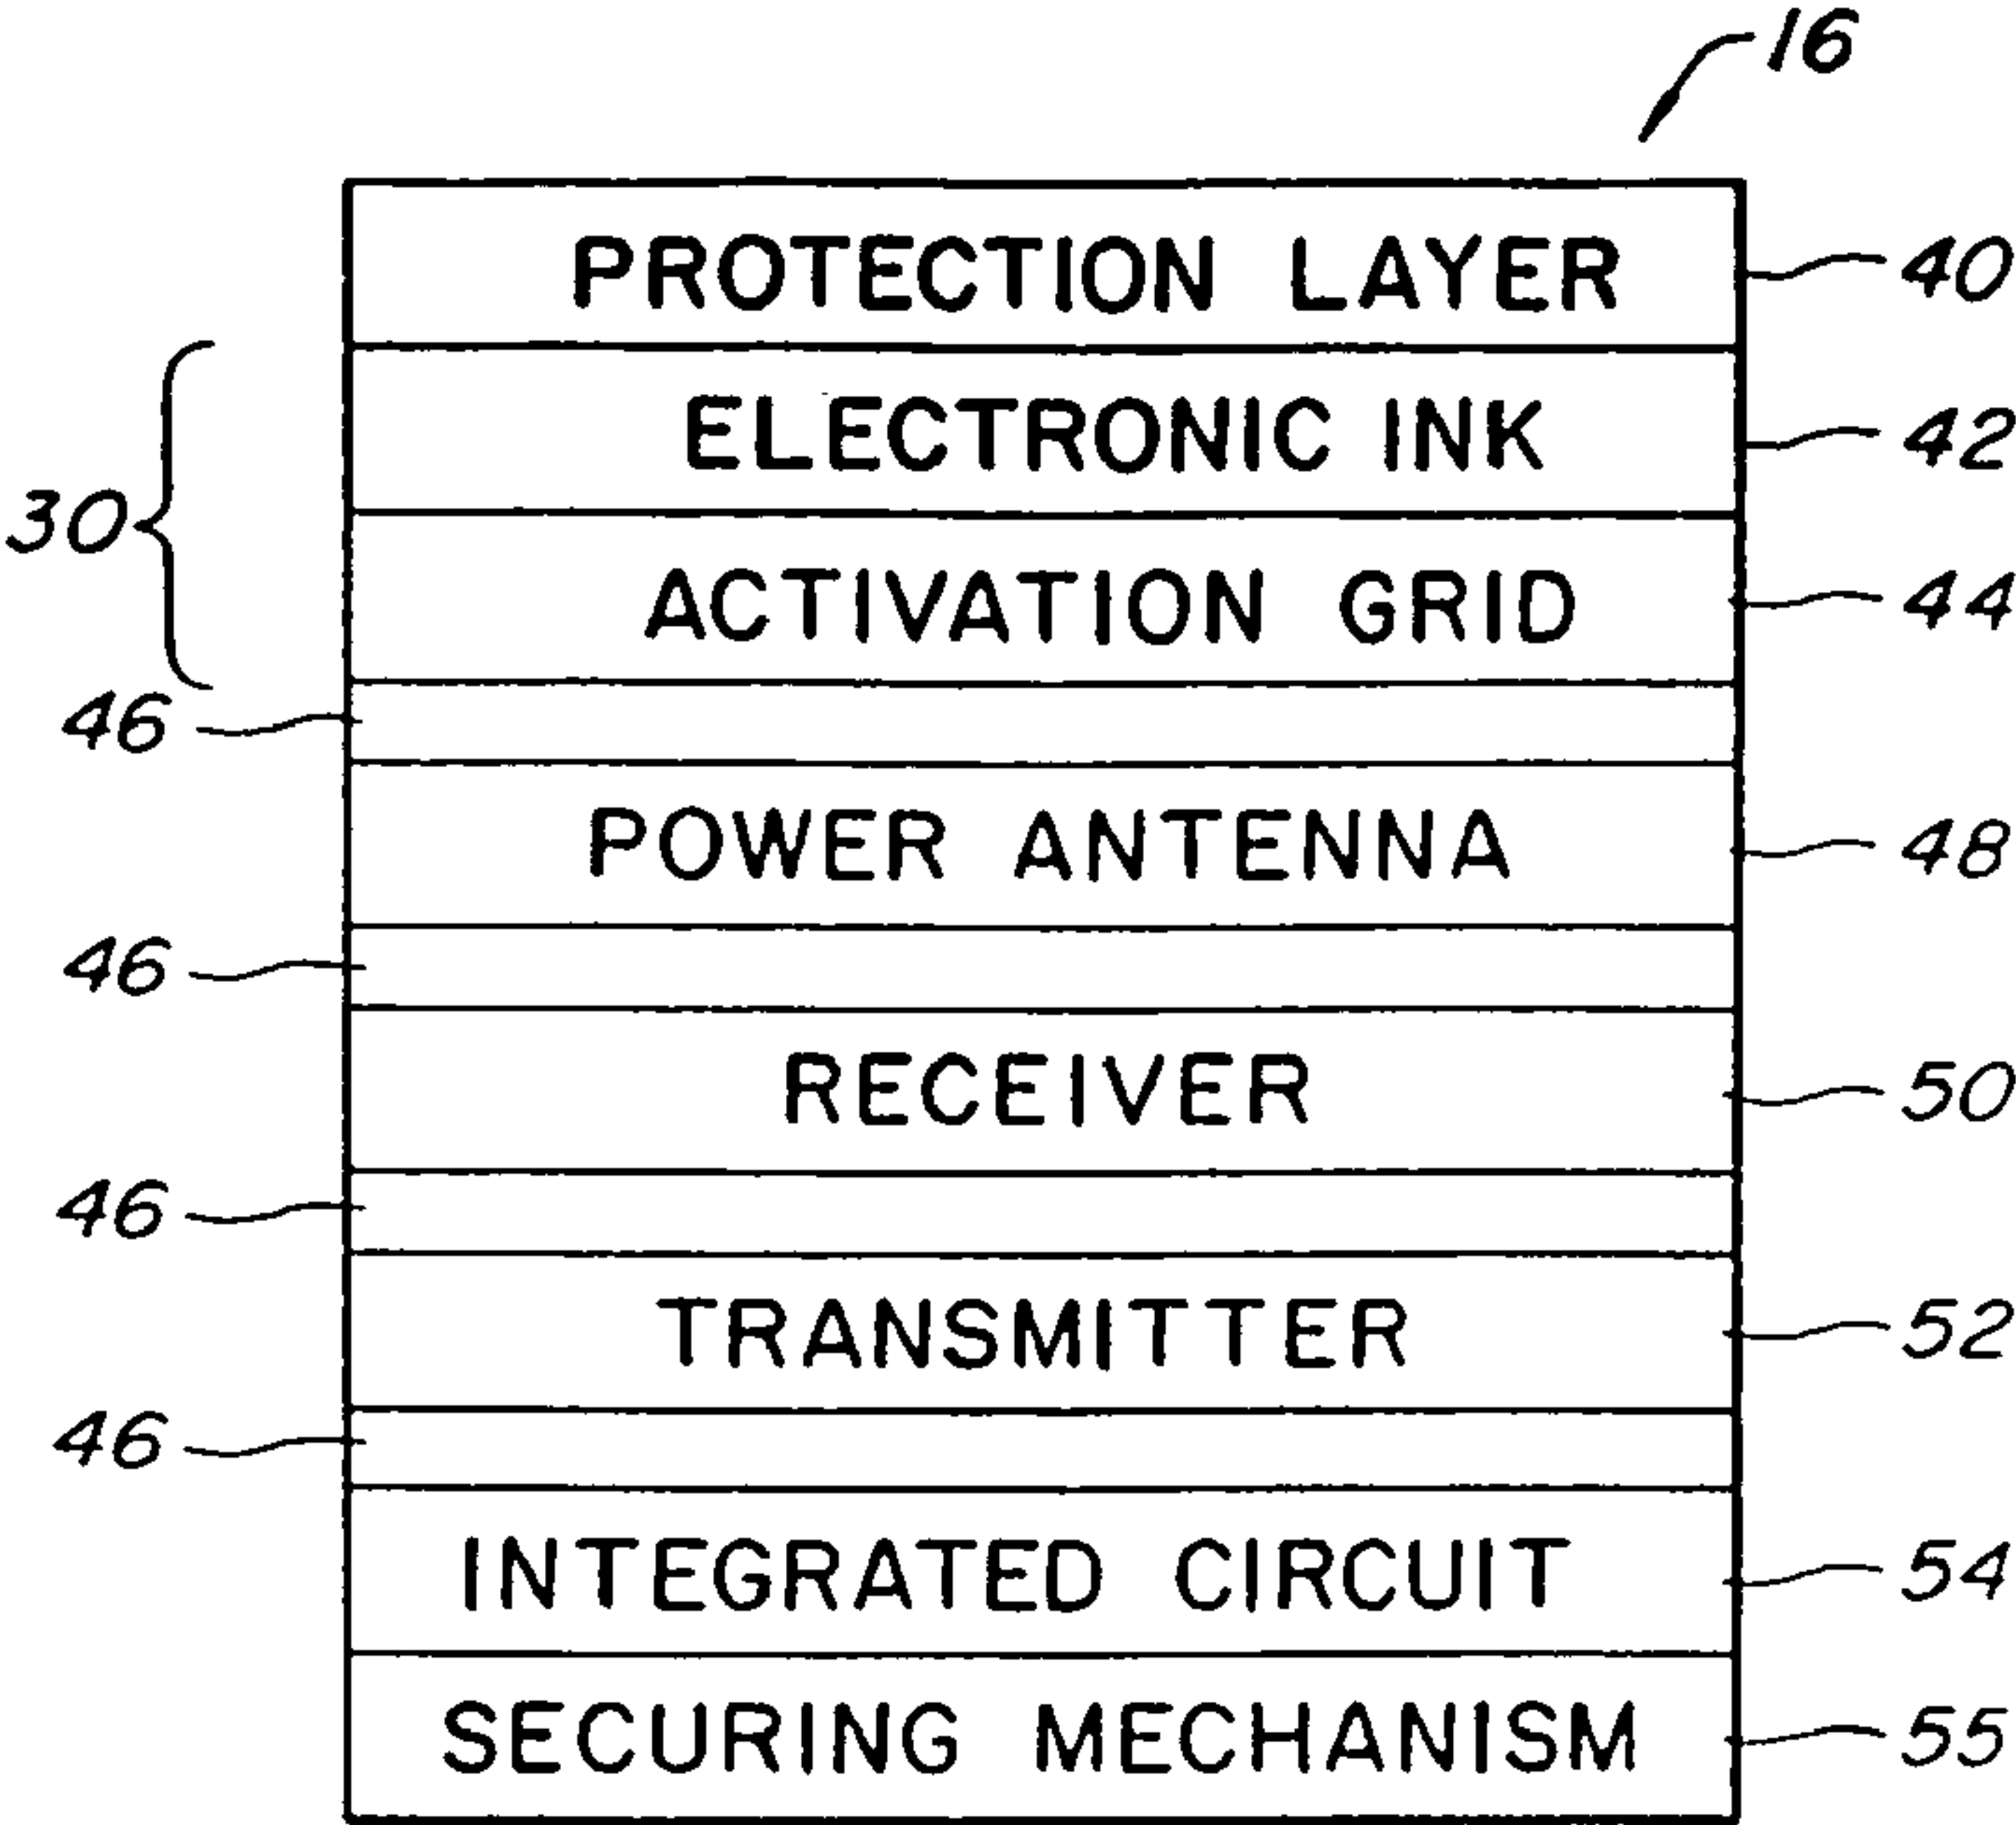 16
PROTECTION LAYER 40
ELECTRONIC INK 42
30
ACTIVATION GRID 44
46
POWER ANTENNA 48
46
RECEIVER 50
46
TRANSMITTER 52
46
INTEGRATED CIRCUIT 54
SECURING MECHANISM 55